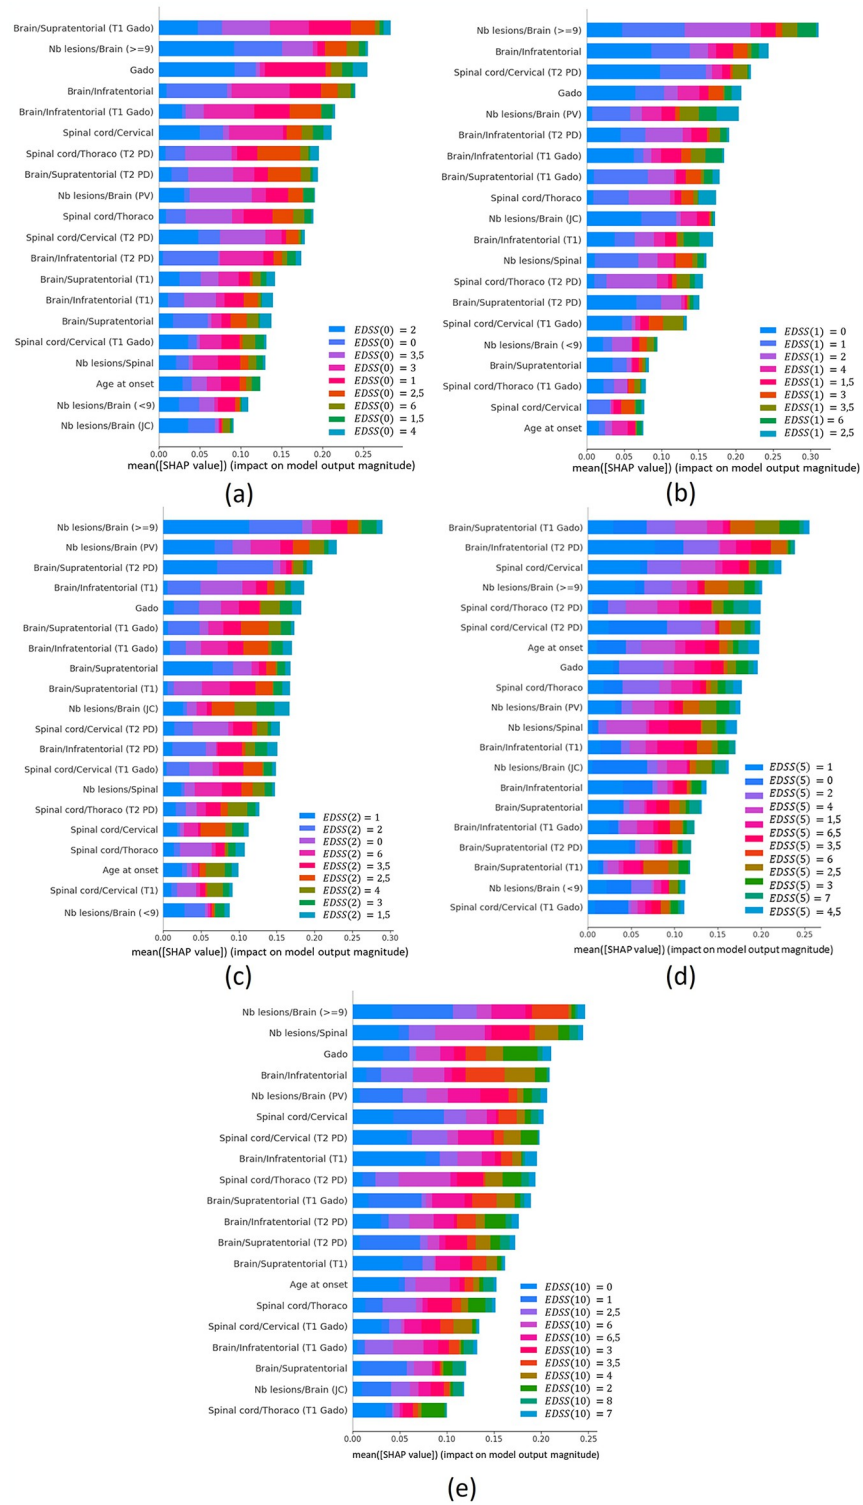 Brain/Supratentorial (T1 Gado)
Nb lesions/Brain (>=9)
Gado
Brain/Infratentorial
Brain/Infratentorial (T1 Gado)
Spinal cord/Cervical
Spinal cord/Thoraco (T2 PD)
Brain/Supratentorial (T2 PD)
Nb lesions/Brain (PV)
Spinal cord/Thoraco
Spinal cord/Cervical (T2 PD)
Brain/Infratentorial (T2 PD)
Brain/Supratentorial (T1)
Brain/Infratentorial (T1)
Brain/Supratentorial
Spinal cord/Cervical (T1 Gado)
Nb lesions/Spinal
Age at onset
Nb lesions/Brain (<9)
Nb lesions/Brain (JC)
EDSS(0) = 2
EDSS(0) = 0
EDSS(0) = 3,5
EDSS(0) = 3
EDSS(0) = 1
EDSS(0) = 2,5
EDSS(0) = 6
EDSS(0) = 1,5
EDSS(0) = 4
0.00 0.05 0.10 0.15 0.20 0.25
mean([SHAP value]) (impact on model output magnitude)
(a)
Nb lesions/Brain (>=9)
Brain/Infratentorial
Spinal cord/Cervical (T2 PD)
Gado
Nb lesions/Brain (PV)
Brain/Infratentorial (T2 PD)
Brain/Infratentorial (T1 Gado)
Brain/Supratentorial (T1 Gado)
Spinal cord/Thoraco
Nb lesions/Brain (JC)
Brain/Infratentorial (T1)
Nb lesions/Spinal
Spinal cord/Thoraco (T2 PD)
Brain/Supratentorial (T2 PD)
Spinal cord/Cervical (T1 Gado)
Nb lesions/Brain (<9)
Brain/Supratentorial
Spinal cord/Thoraco (T1 Gado)
Spinal cord/Cervical
Age at onset
EDSS(1) = 0
EDSS(1) = 1
EDSS(1) = 2
EDSS(1) = 4
EDSS(1) = 1,5
EDSS(1) = 3
EDSS(1) = 3,5
EDSS(1) = 6
EDSS(1) = 2,5
0.00 0.05 0.10 0.15 0.20 0.25 0.30
mean([SHAP value]) (impact on model output magnitude)
(b)
Nb lesions/Brain (>=9)
Nb lesions/Brain (PV)
Brain/Supratentorial (T2 PD)
Brain/Infratentorial (T1)
Gado
Brain/Supratentorial (T1 Gado)
Brain/Infratentorial (T1 Gado)
Brain/Supratentorial
Brain/Supratentorial (T1)
Nb lesions/Brain (JC)
Spinal cord/Cervical (T2 PD)
Brain/Infratentorial (T2 PD)
Spinal cord/Cervical (T1 Gado)
Nb lesions/Spinal
Spinal cord/Thoraco (T2 PD)
Spinal cord/Cervical
Spinal cord/Thoraco
Age at onset
Spinal cord/Cervical (T1)
Nb lesions/Brain (<9)
EDSS(2) = 1
EDSS(2) = 2
EDSS(2) = 0
EDSS(2) = 6
EDSS(2) = 3,5
EDSS(2) = 2,5
EDSS(2) = 4
EDSS(2) = 3
EDSS(2) = 1,5
0.00 0.05 0.10 0.15 0.20 0.25 0.30
mean([SHAP value]) (impact on model output magnitude)
(c)
Brain/Supratentorial (T1 Gado)
Brain/Infratentorial (T2 PD)
Spinal cord/Cervical
Nb lesions/Brain (>=9)
Spinal cord/Thoraco (T2 PD)
Spinal cord/Cervical (T2 PD)
Age at onset
Gado
Spinal cord/Thoraco
Nb lesions/Brain (PV)
Nb lesions/Spinal
Brain/Infratentorial (T1)
Nb lesions/Brain (JC)
Brain/Infratentorial
Brain/Supratentorial
Brain/Infratentorial (T1 Gado)
Brain/Supratentorial (T2 PD)
Brain/Supratentorial (T1)
Nb lesions/Brain (<9)
Spinal cord/Cervical (T1 Gado)
EDSS(5) = 1
EDSS(5) = 0
EDSS(5) = 2
EDSS(5) = 4
EDSS(5) = 1,5
EDSS(5) = 6,5
EDSS(5) = 3,5
EDSS(5) = 6
EDSS(5) = 2,5
EDSS(5) = 3
EDSS(5) = 7
EDSS(5) = 4,5
0.00 0.05 0.10 0.15 0.20 0.25
mean([SHAP value]) (impact on model output magnitude)
(d)
Nb lesions/Brain (>=9)
Nb lesions/Spinal
Gado
Brain/Infratentorial
Nb lesions/Brain (PV)
Spinal cord/Cervical
Spinal cord/Cervical (T2 PD)
Brain/Infratentorial (T1)
Spinal cord/Thoraco (T2 PD)
Brain/Supratentorial (T1 Gado)
Brain/Infratentorial (T2 PD)
Brain/Supratentorial (T2 PD)
Brain/Supratentorial (T1)
Age at onset
Spinal cord/Thoraco
Spinal cord/Cervical (T1 Gado)
Brain/Infratentorial (T1 Gado)
Brain/Supratentorial
Nb lesions/Brain (JC)
Spinal cord/Thoraco (T1 Gado)
EDSS(10) = 0
EDSS(10) = 1
EDSS(10) = 2,5
EDSS(10) = 6
EDSS(10) = 6,5
EDSS(10) = 3
EDSS(10) = 3,5
EDSS(10) = 4
EDSS(10) = 2
EDSS(10) = 8
EDSS(10) = 7
0.00 0.05 0.10 0.15 0.20 0.25
mean([SHAP value]) (impact on model output magnitude)
(e)